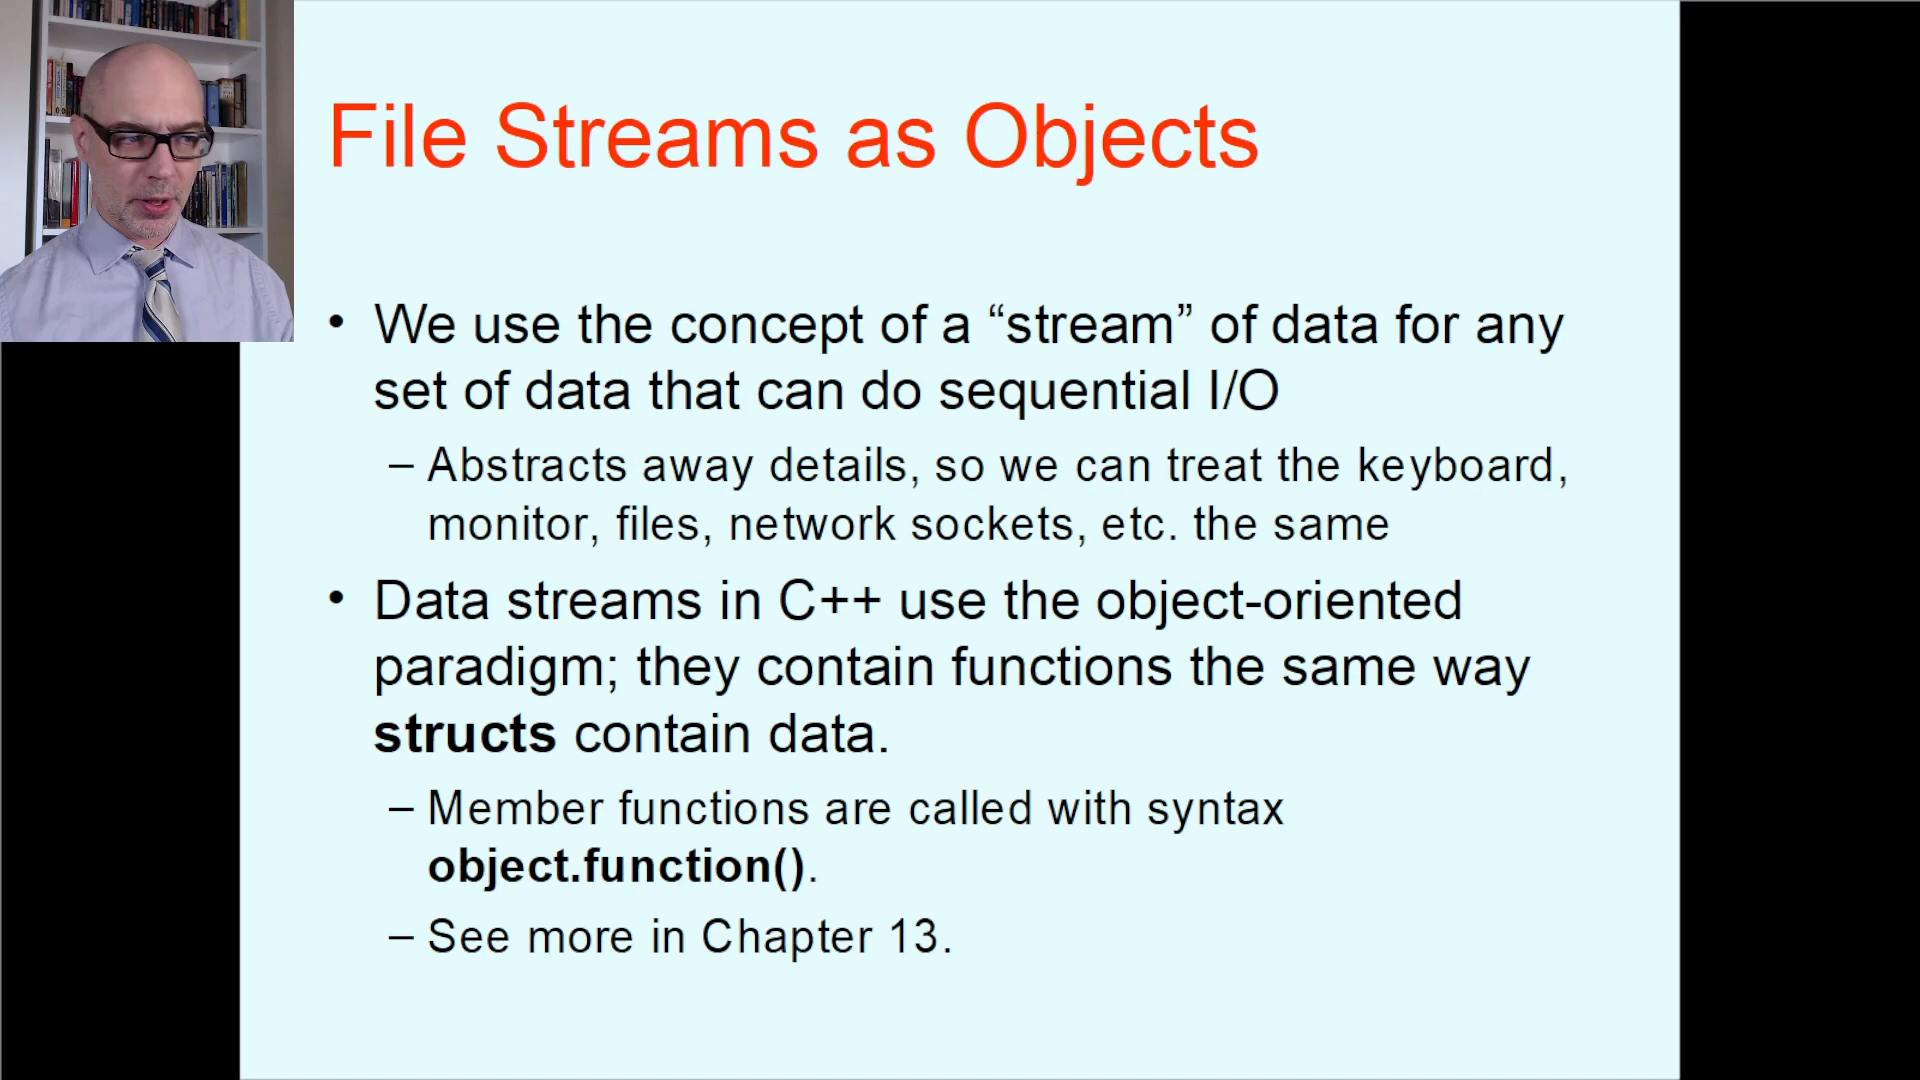 File Streams as Objects
• We use the concept of a “stream” of data for any
set of data that can do sequential I/O
– Abstracts away details, so we can treat the keyboard,
monitor, files, network sockets, etc. the same
• Data streams in C++ use the object-oriented
paradigm; they contain functions the same way
structs contain data.
– Member functions are called with syntax
object.function().
– See more in Chapter 13.